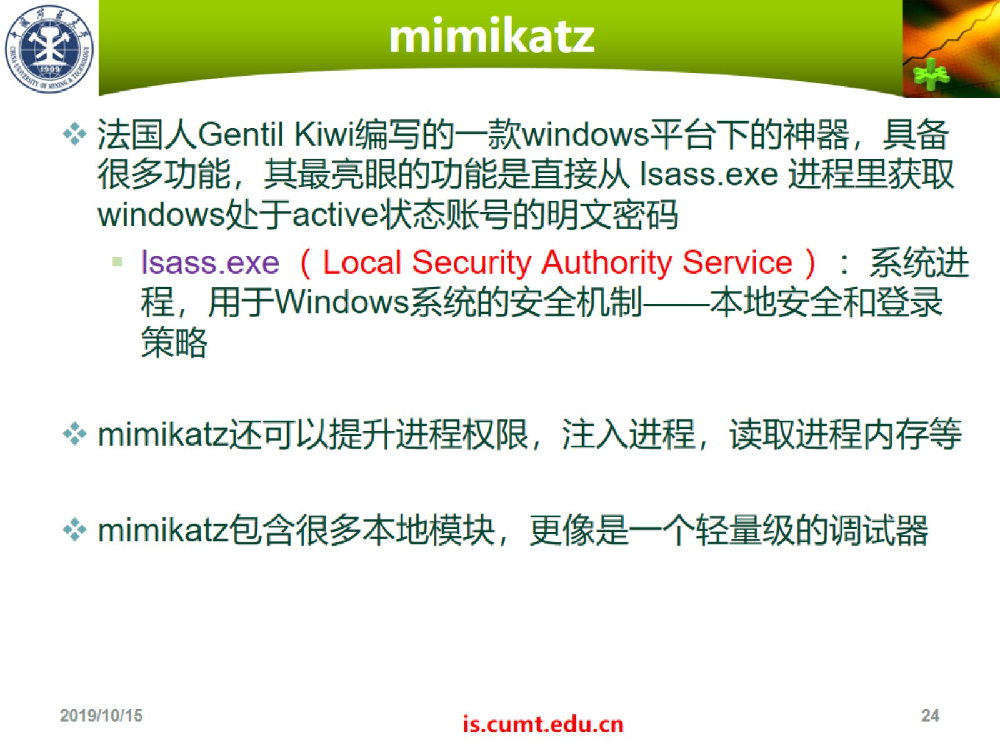 中国矿业大学
CHINA UNIVERSITY OF MINING & TECHNOLOGY
1909
mimikatz
法国人Gentil Kiwi编写的一款windows平台下的神器，具备
很多功能，其最亮眼的功能是直接从 lsass.exe 进程里获取
windows处于active状态账号的明文密码
lsass.exe （Local Security Authority Service）：系统进
程，用于Windows系统的安全机制——本地安全和登录
策略
mimikatz还可以提升进程权限，注入进程，读取进程内存等
mimikatz包含很多本地模块，更像是一个轻量级的调试器
2019/10/15
is.cumt.edu.cn
24